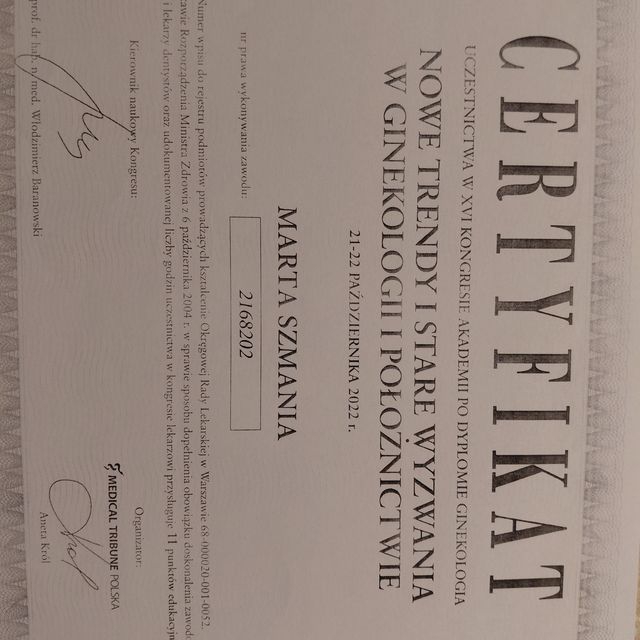 CERTYFIKAT
UCZESTNICTWA W XVI KONGRESIE AKADEMII PO DYPLOMIE GINEKOLOGIA
NOWE TRENDY I STARE WYZWANIA
W GINEKOLOGII I POŁOŻNICTWIE
21-22 PAŹDZIERNIKA 2022 r.
MARTA SZMANIA
nr prawa wykonywania zawodu:
2168202
Numer wpisu do rejestru podmiotów prowadzących kształcenie Okręgowej Rady Lekarskiej w Warszawie 68-000020-001-0052.
Rozporządzenia Ministra Zdrowia z 6 października 2004 r. w sprawie sposobu dopełnienia obowiązku doskonalenia
i lekarzy dentystów oraz udokumentowanej liczby godzin uczestnictwa w kongresie lekarzowi przysługuje 11 punktów
Kierownik naukowy Kongresu:
Organizator:
MEDICAL TRIBUNE POLSKA
prof. dr hab. n. med. Włodzimierz Baranowski
Aneta Król